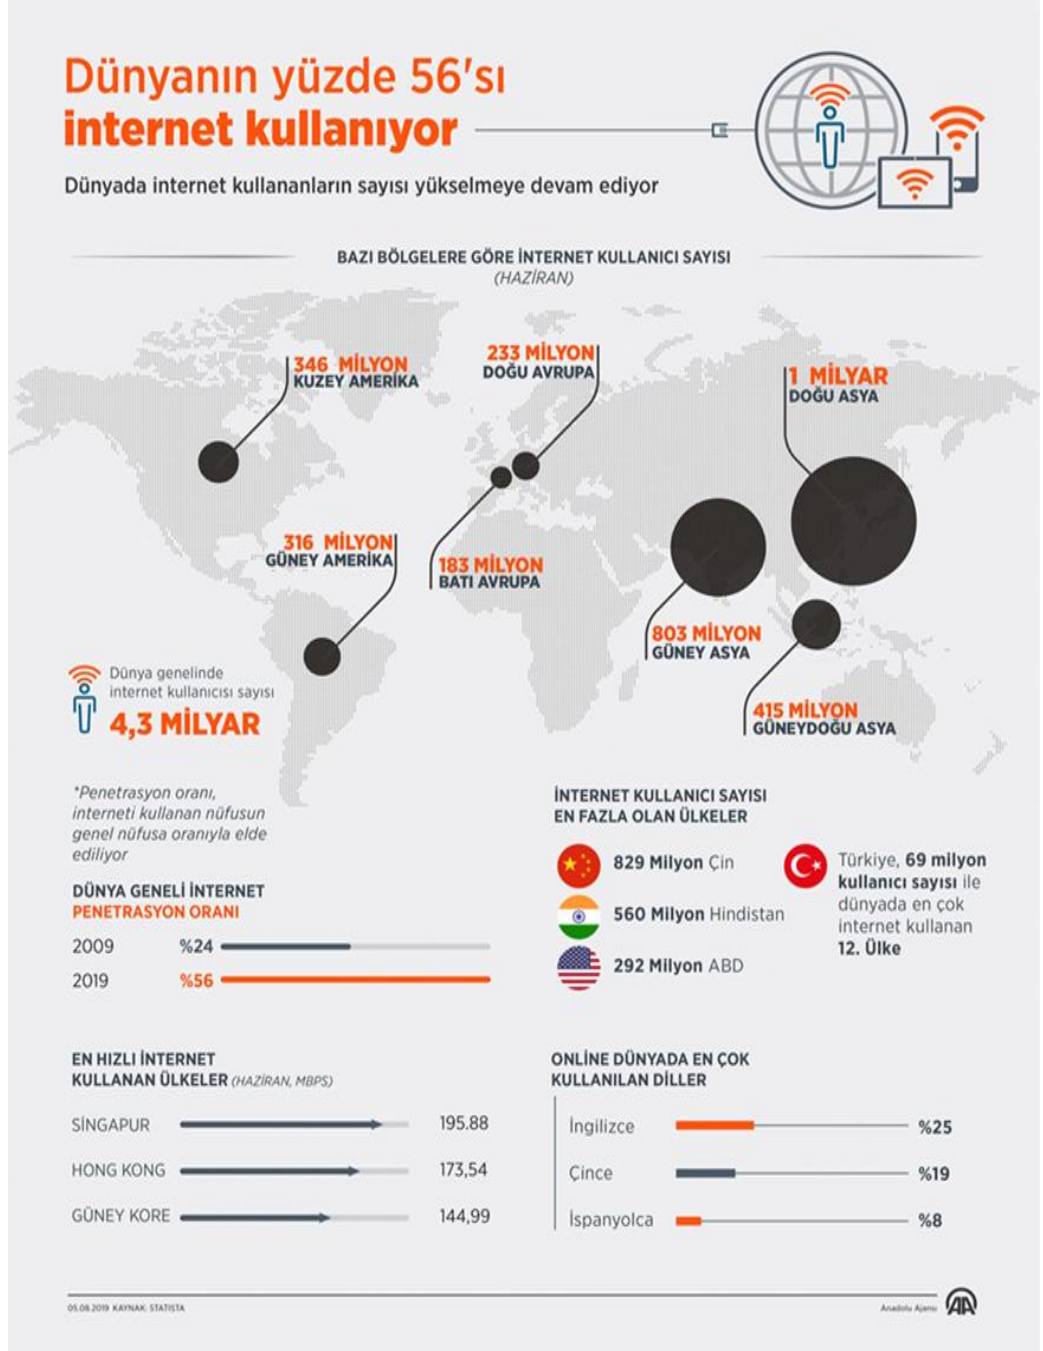 Dünyanın yüzde 56'sı
internet kullanıyor
Dünyada internet kullananların sayısı yükselmeye devam ediyor
BAZI BÖLGELERE GÖRE İNTERNET KULLANICI SAYISI
(HAZİRAN)
346 MİLYON
KUZEY AMERİKA
233 MİLYON
DOĞU AVRUPA
1 MİLYAR
DOĞU ASYA
316 MİLYON
GÜNEY AMERİKA
183 MİLYON
BATI AVRUPA
803 MİLYON
GÜNEY ASYA
415 MİLYON
GÜNEYDOĞU ASYA
Dünya genelinde
internet kullanıcısı sayısı
4,3 MİLYAR
*Penetrasyon oranı,
interneti kullanan nüfusun
genel nüfusa oranıyla elde
ediliyor
DÜNYA GENELİ İNTERNET
PENETRASYON ORANI
2009 %24
2019 %56
İNTERNET KULLANICI SAYISI
EN FAZLA OLAN ÜLKELER
829 Milyon Çin
560 Milyon Hindistan
292 Milyon ABD
Türkiye, 69 milyon
kullanıcı sayısı ile
dünyada en çok
internet kullanan
12. Ülke
EN HIZLI İNTERNET
KULLANAN ÜLKELER (HAZİRAN, MBPS)
SİNGAPUR 195.88
HONG KONG 173,54
GÜNEY KORE 144,99
ONLİNE DÜNYADA EN ÇOK
KULLANILAN DİLLER
İngilizce %25
Çince %19
İspanyolca %8
05.08.2019 KAYNAK: STATISTA
Anadolu Ajansı AA